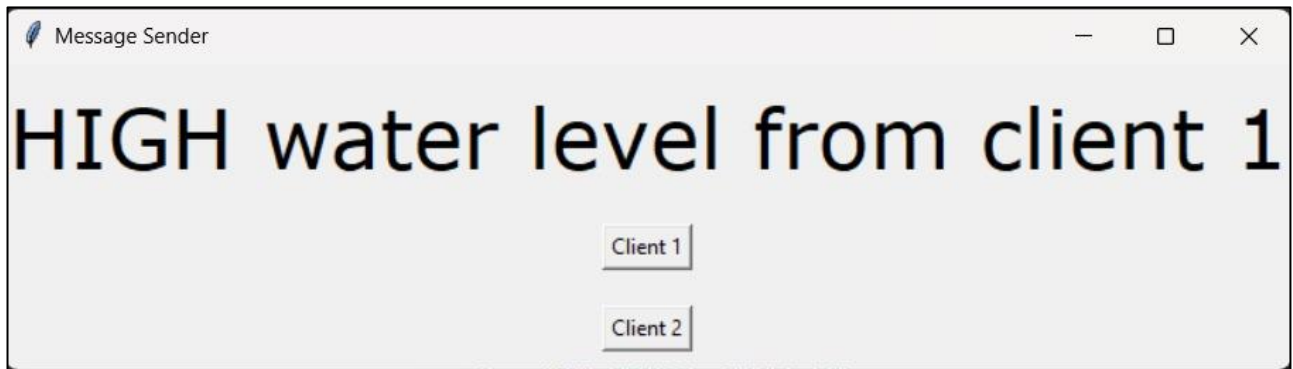 Message Sender
HIGH water level from client 1
Client 1
Client 2